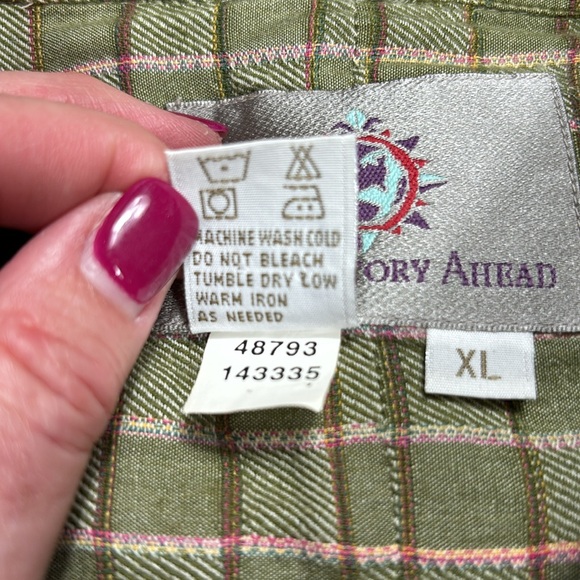 ORY AHEAD
MACHINE WASH COLD
DO NOT BLEACH
TUMBLE DRY LOW
WARM IRON
AS NEEDED
48793
143335
XL